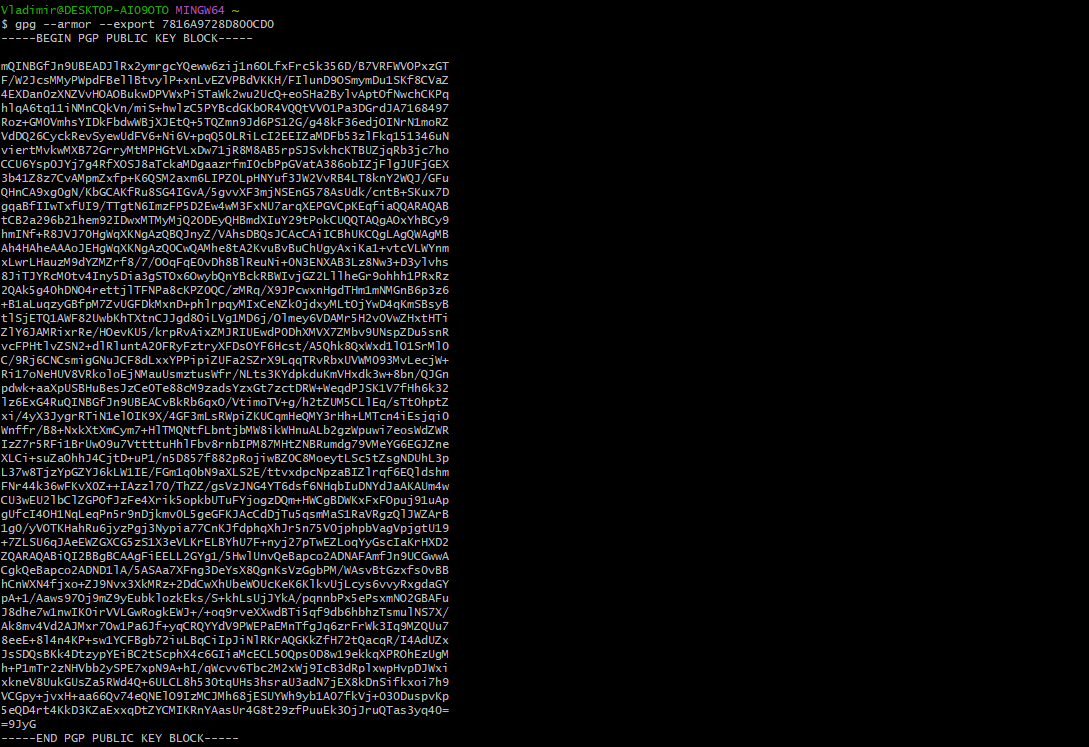 Vladimir@DESKTOP-AIO9OTO MINGW64 ~
$ gpg --armor --export 7816A9728D800CD0
-----BEGIN PGP PUBLIC KEY BLOCK-----
mQINBGfJn9UBEADJlRx2ymrgcYQeww6zij1n6OLfxFrc5k356D/B7VRFWVOPxzGT
F/W2JcsMMyPWpdFBellBtvylP+xnLvEZVPBdVKKH/FIlunD9OSmymDu1SKf8CVaZ
4EXDanOzXNZVvHOAOBukwDPVWxPiSTaWk2wu2UcQ+eoSHa2BylvAptOfNwchCKPq
hlqA6tq11iNMnCQkVn/miS+hwlzC5PYBcdGKbOR4VQQtVVO1Pa3DGrdJA7168497
Roz+GMOVmhsYIDkFbdwWBjXJEtQ+5TQZmn9Jd6PS12G/g48kF36edjOINrN1moRZ
VdDQ26CyckRevSyewUdFV6+Ni6V+pqQ5OLRiLcI2EEIZaMDFb53zlFkq151346uN
viertMvkwMXB72GrryMtMPHGtVLxDw71jR8M8AB5rpSJSvkhcKTBUZjqRb3jc7ho
CCU6YspOJYj7g4RfXOSJ8aTckaMDgaazrfmIOcbPpGVatA386obIZjFlgJUFjGEX
3b41Z8z7CvAMpmZxfp+K6QSM2axm6LIPZOLpHNYuf3JW2VvRB4LT8knY2WQJ/GFu
QHnCA9xgOgN/KbGCAKfRu8SG4IGvA/5gvvXF3mjNSEnG578AsUdk/cntB+SKux7D
gqaBfIIwTxfUI9/TTgtN6ImzFP5D2Ew4wM3FxNU7arqXEPGVCpKEqfiaQQARAQAB
tCB2a296b21hem92IDwxMTMyMjQ2ODEyQHBmdXIuY29tPokCUQQTAQgAOxYhBCy9
hmINf+R8JVJ7OHgWqXKNgAzQBQJnyZ/VAhsDBQsJCAcCAiICBhUKCQgLAgQWAgMB
Ah4HAheAAAoJEHgWqXKNgAzQOCwQAMhe8tA2KvuBvBuChUgyAxiKa1+vtcVLWYnm
xLwrLHauzM9dYZMZrf8/7/OOqFqEOvDh8BlReuNi+ON3ENXAB3Lz8Nw3+D3ylvhs
8JiTJYRcMOtv4Iny5Dia3gSTOx6OwybQnYBckRBWIvjGZ2LllheGr9ohhh1PRxRz
2QAk5g4OhDNO4rettjlTFNPa8cKPZOQC/zMRq/X9JPcwxnHgdTHm1mNMGnB6p3z6
+B1aLuqzyGBfpM7ZvUGFDkMxnD+phlrpqyMIxCeNZkOjdxyMLtOjYwD4qKmSBsyB
tlSjETQ1AWF82UwbKhTXtnCJJgd8OiLVg1MD6j/Olmey6VDAMr5H2vOVwZHxtHTi
ZlY6JAMRixrRe/HOevKU5/krpRvAixZMJRIUEwdPODhXMVX7ZMbv9UNspZDu5snR
vcFPHtlvZSN2+dlRluntA2OFRyFztryXFDsOYF6Hcst/A5Qhk8QxWxd1lO1SrMlO
C/9Rj6CNCsmigGNuJCF8dLxxYPPipiZUFa2SZrX9LqqTRvRbxUVWMO93MvLecjW+
Ri17oNeHUV8VRkoloEjNMauUsmztusWfr/NLts3KYdpkduKmVHxdk3w+8bn/QJGn
pdwk+aaXpUSBHuBesJzCeOTe88cM9zadsYzxGt7zctDRW+WeqdPJSK1V7fHh6k32
lz6ExG4RuQINBGfJn9UBEACvBkRb6qxO/VtimoTV+g/h2tZUM5CLlEq/sTtOhptZ
xi/4yX3JygrRTiN1elOIK9X/4GF3mLsRWpiZKUCqmHeQMY3rHh+LMTcn4iEsjqiO
Wnffr/B8+NxkXtXmCym7+HlTMQNtfLbntjbMW8ikWHnuALb2gzWpuwi7eosWdZWR
IzZ7r5RFi1BrUwO9u7VttttuHhlFbv8rnbIPM87MHtZNBRumdg79VMeYG6EGJZne
XLCi+suZaOhhJ4CjtD+uP1/n5D857f882pRojiwBZOC8MoeytLSc5tZsgNDUhL3p
L37w8TjzYpGZYJ6kLW1IE/FGm1qObN9aXLS2E/ttvxdpcNpzaBIZlrqf6EQldshm
FNr44k36wFKvXOZ++IAzzl7O/ThZZ/gsVzJNG4YT6dsf6NHqbIuDNYdJaAKAUm4w
CU3wEU2lbClZGPOfJzFe4Xrik5opkbUTuFYjogzDQm+HWCgBDWKxFxFOpuj91uAp
gUfcI4OH1NqLeqPn5r9nDjkmvOL5geGFKJAcCdDjTu5qsmMaS1RaVRgzQlJWZArB
1gO/yVOTKHahRu6jyzPgj3Nypia77CnKJfdphqXhJr5n75VOjphpbVagVpjgtU19
+7ZLSU6qJAeEWZGXCG5zS1X3eVLKrELBYhU7F+nyj27pTwEZLoqYyGscIaKrHXD2
ZQARAQABiQI2BBgBCAAgFiEELL2GYg1/5HwlUnvQeBapco2ADNAFAmfJn9UCGwwA
CgkQeBapco2ADND1lA/5ASAa7XFng3DeYsX8QgnKsVzGgbPM/WAsvBtGzxfsOvBB
hCnWXN4fjxo+ZJ9Nvx3XkMRz+2DdCwXhUbeWOUcKeK6KlkvUjLcys6vvyRxgdaGY
pA+1/Aaws97Oj9mZ9yEubklozkEks/S+khLsUjJYkA/pqnnbPx5ePsxmNO2GBAFu
J8dhe7w1nwIKOirVVLGwRogkEWJ+/+oq9rveXXwdBTi5qf9db6hbhzTsmulNS7X/
Ak8mv4Vd2AJMxr7Ow1Pa6Jf+yqCRQYYdV9PWEPaEMnTfgJq6zrFrWk3Iq9MZQUu7
8eeE+8l4n4KP+sw1YCFBgb72iuLBqCiIpJiNlRKrAQGKkZfH72tQacqR/I4AdUZx
JsSDQsBKk4DtzypYEiBC2tScphX4c6GIiaMcECL5OQpsOD8w19ekkqXPROhEzUgM
h+P1mTr2zNHVbb2ySPE7xpN9A+hI/qWcvv6Tbc2M2xWj9IcB3dRplxwpHvpDJWxi
xkneV8UukGUsZa5RWd4Q+6ULCL8h53OtqUHs3hsraU3adN7jEX8kDnSifkxoi7h9
VCGpy+jvxH+aa66Qv74eQNElO9IzMCJMh68jESUYWh9yb1AO7fkVj+O3ODuspvKp
5eQD4rt4KkD3KZaExxqDtZYCMIKRnYAasUr4G8t29zfPuuEk3OjJruQTas3yq4O=
=9JyG
-----END PGP PUBLIC KEY BLOCK-----